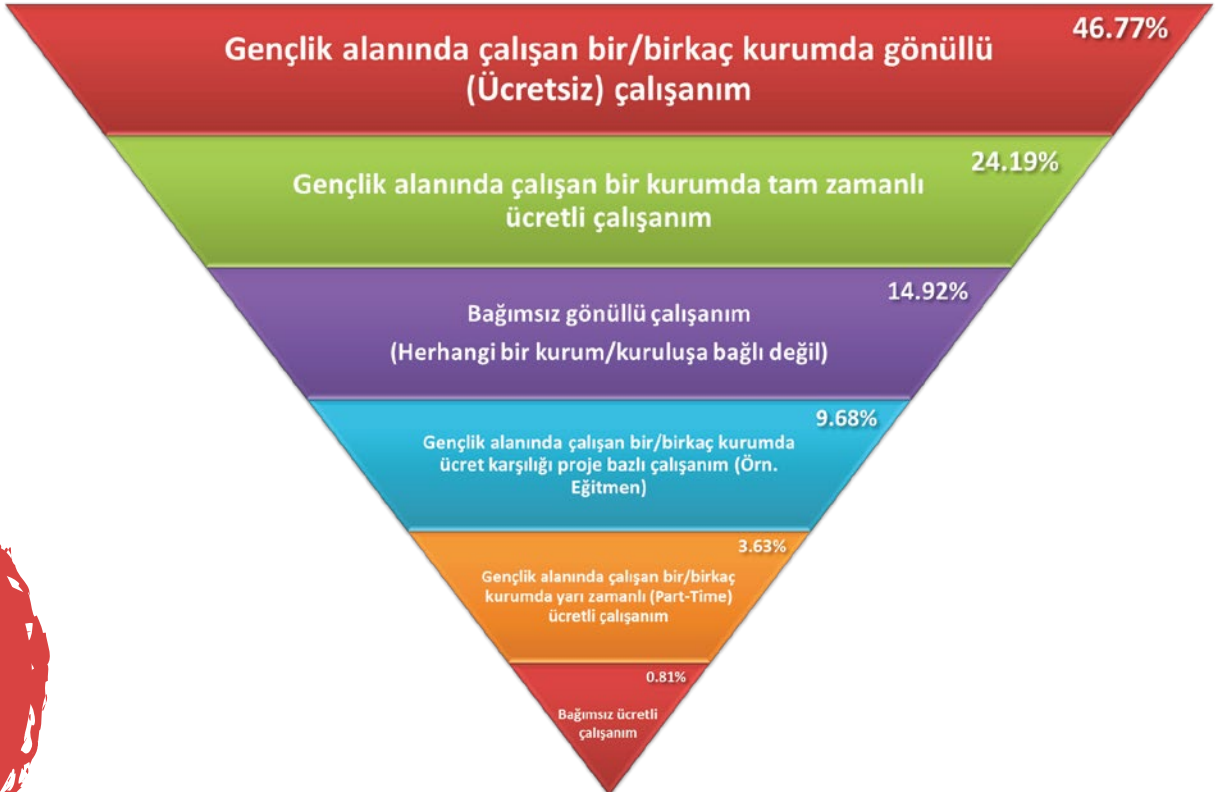 46.77%
Gençlik alanında çalışan bir/birkaç kurumda gönüllü
(Ücretsiz) çalışanım
24.19%
Gençlik alanında çalışan bir kurumda tam zamanlı
ücretli çalışanım
14.92%
Bağımsız gönüllü çalışanım
(Herhangi bir kurum/kuruluşa bağlı değil)
9.68%
Gençlik alanında çalışan bir/birkaç kurumda
ücret karşılığı proje bazlı çalışanım (Örn.
Eğitmen)
3.63%
Gençlik alanında çalışan bir/birkaç
kurumda yarı zamanlı (Part-Time)
ücretli çalışanım
0.81%
Bağımsız ücretli
çalışanım